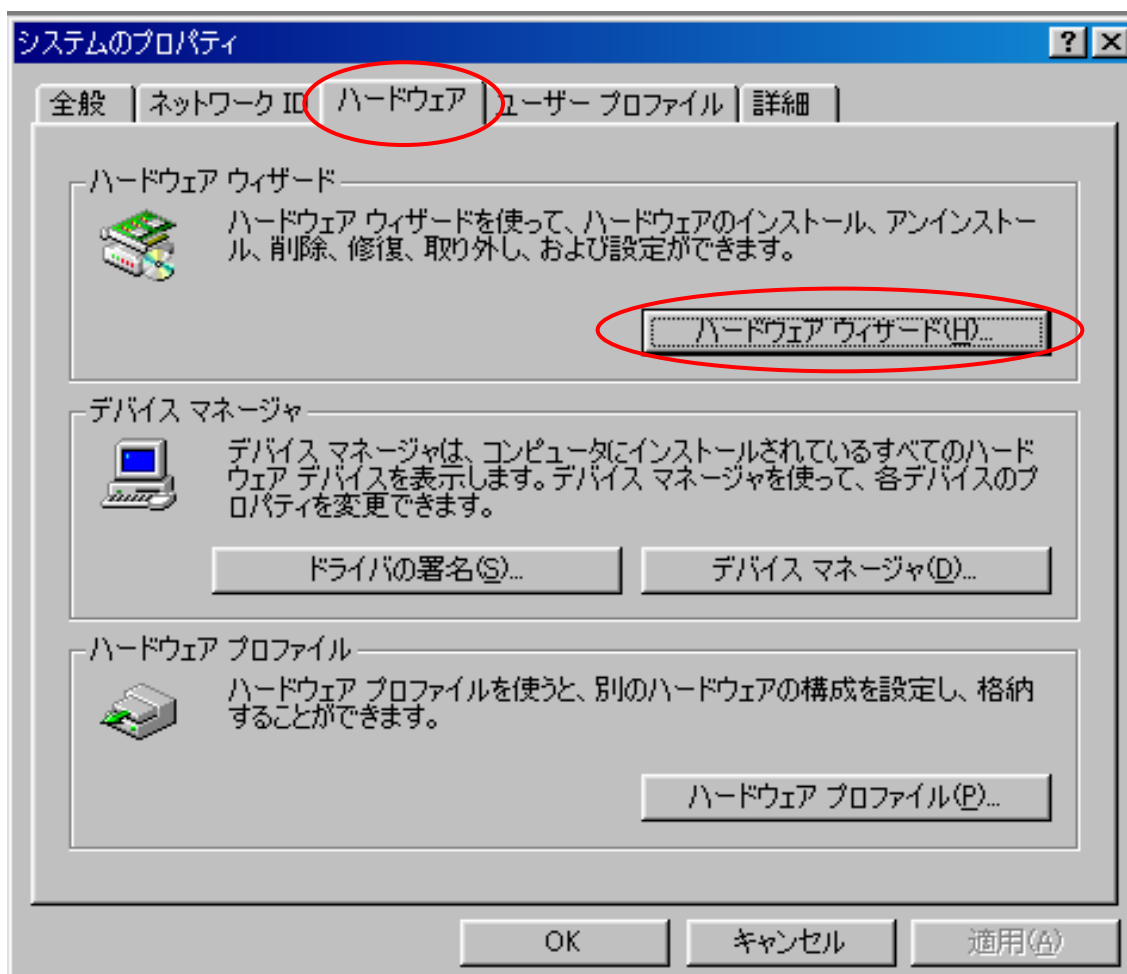 システムのプロパティ
全般
ネットワーク ID
ハードウェア
ユーザー プロファイル
詳細
ハードウェア ウィザード
ハードウェア ウィザードを使って、ハードウェアのインストール、アンインストー
ル、削除、修復、取り外し、および設定ができます。
ハードウェア ウィザード(H)...
デバイス マネージャ
デバイス マネージャは、コンピュータにインストールされているすべてのハード
ウェア デバイスを表示します。デバイス マネージャを使って、各デバイスのプ
ロパティを変更できます。
ドライバの署名(S)...
デバイス マネージャ(D)...
ハードウェア プロファイル
ハードウェア プロファイルを使うと、別のハードウェアの構成を設定し、格納
することができます。
ハードウェア プロファイル(P)...
OK
キャンセル
適用(A)